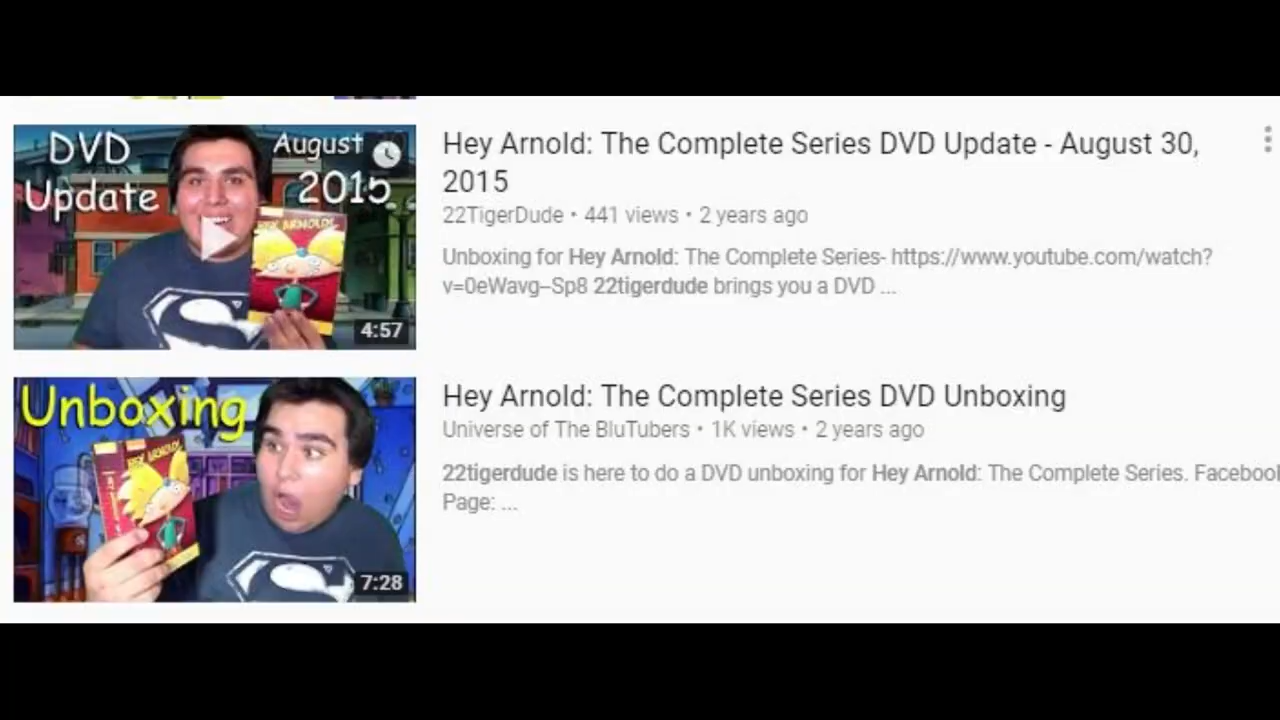 DVD
Update
August
2015
HEY ARNOLD!
4:57
Hey Arnold: The Complete Series DVD Update - August 30,
2015
22TigerDude • 441 views • 2 years ago
Unboxing for Hey Arnold: The Complete Series- https://www.youtube.com/watch?
v=0eWavg–Sp8 22tigerdude brings you a DVD ...
Unboxing
HEY ARNOLD!
7:28
Hey Arnold: The Complete Series DVD Unboxing
Universe of The BluTubers • 1K views • 2 years ago
22tigerdude is here to do a DVD unboxing for Hey Arnold: The Complete Series. Facebook
Page: ...